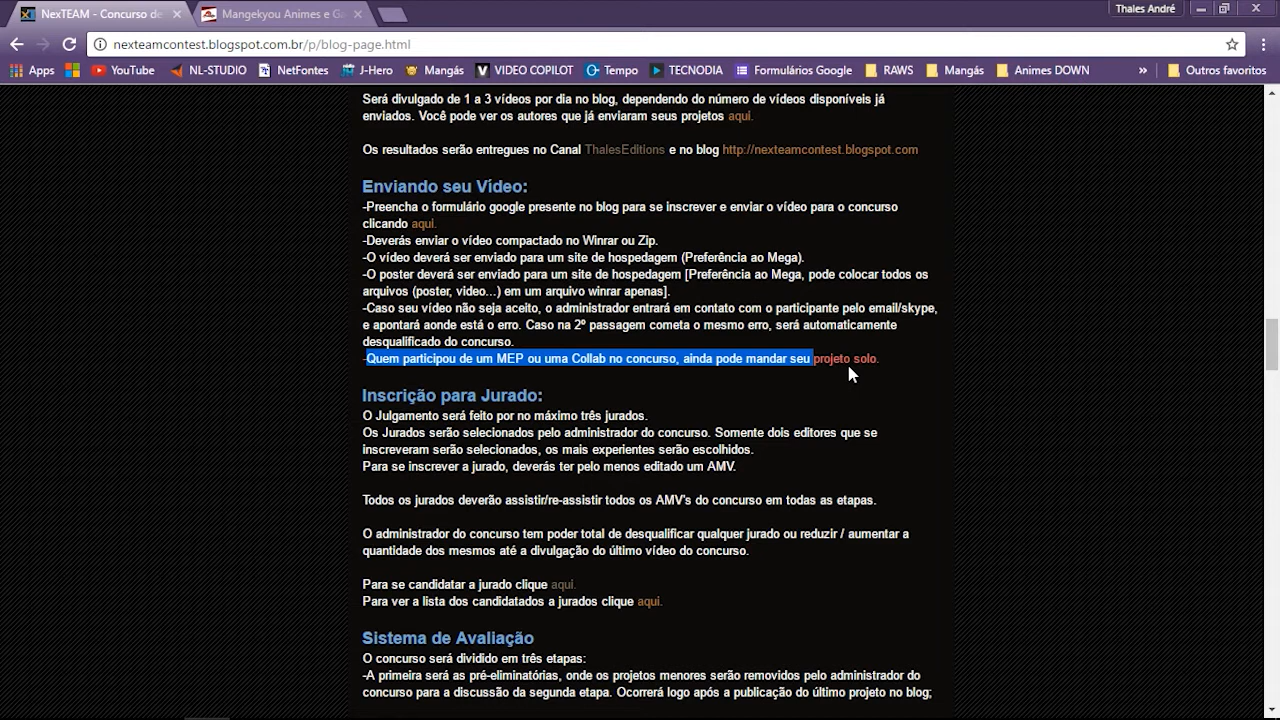 NexTEAM - Concurso de
Mangekyou Animes e Ga
Thales André
nexteamcontest.blogspot.com.br/p/blog-page.html
Apps
YouTube
NL-STUDIO
NetFontes
J-Hero
Mangás
VIDEO COPILOT
Tempo
TECNODIA
Formulários Google
RAWS
Mangás
Animes DOWN
»
Outros favoritos
Será divulgado de 1 a 3 vídeos por dia no blog, dependendo do número de vídeos disponíveis já
enviados. Você pode ver os autores que já enviaram seus projetos aqui.
Os resultados serão entregues no Canal ThalesEditions e no blog http://nexteamcontest.blogspot.com
Enviando seu Vídeo:
-Preencha o formulário google presente no blog para se inscrever e enviar o vídeo para o concurso
clicando aqui.
-Deverás enviar o vídeo compactado no Winrar ou Zip.
-O vídeo deverá ser enviado para um site de hospedagem (Preferência ao Mega).
-O poster deverá ser enviado para um site de hospedagem [Preferência ao Mega, pode colocar todos os
arquivos (poster, video...) em um arquivo winrar apenas].
-Caso seu vídeo não seja aceito, o administrador entrará em contato com o participante pelo email/skype,
e apontará aonde está o erro. Caso na 2º passagem cometa o mesmo erro, será automaticamente
desqualificado do concurso.
-Quem participou de um MEP ou uma Collab no concurso, ainda pode mandar seu projeto solo.
Inscrição para Jurado:
O Julgamento será feito por no máximo três jurados.
Os Jurados serão selecionados pelo administrador do concurso. Somente dois editores que se
inscreveram serão selecionados, os mais experientes serão escolhidos.
Para se inscrever a jurado, deverás ter pelo menos editado um AMV.
Todos os jurados deverão assistir/re-assistir todos os AMV's do concurso em todas as etapas.
O administrador do concurso tem poder total de desqualificar qualquer jurado ou reduzir / aumentar a
quantidade dos mesmos até a divulgação do último vídeo do concurso.
Para se candidatar a jurado clique aqui.
Para ver a lista dos candidatados a jurados clique aqui.
Sistema de Avaliação
O concurso será dividido em três etapas:
-A primeira será as pré-eliminatórias, onde os projetos menores serão removidos pelo administrador do
concurso para a discussão da segunda etapa. Ocorrerá logo após a publicação do último projeto no blog;